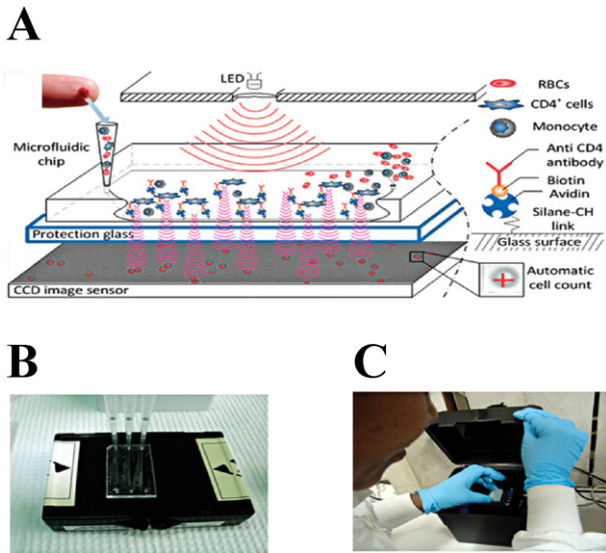 A
LED
RBCs
CD4+ cells
Monocyte
Microfluidic
chip
Anti CD4
antibody
Biotin
Avidin
Silane-CH
link
Glass surface
Protection glass
Automatic
cell count
CCD image sensor
B
C